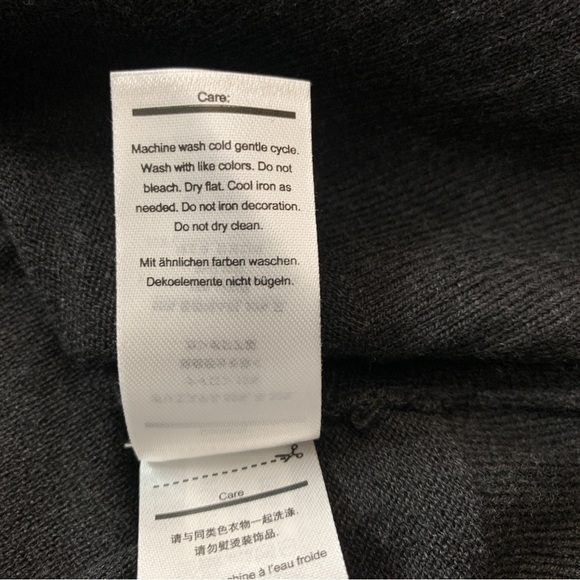 Care:
Machine wash cold gentle cycle.
Wash with like colors. Do not
bleach. Dry flat. Cool iron as
needed. Do not iron decoration.
Do not dry clean.
Mit ähnlichen farben waschen.
Dekoelemente nicht bügeln.
Care
请与同类色衣物一起洗涤.
请勿熨烫装饰品.
à l'eau froide